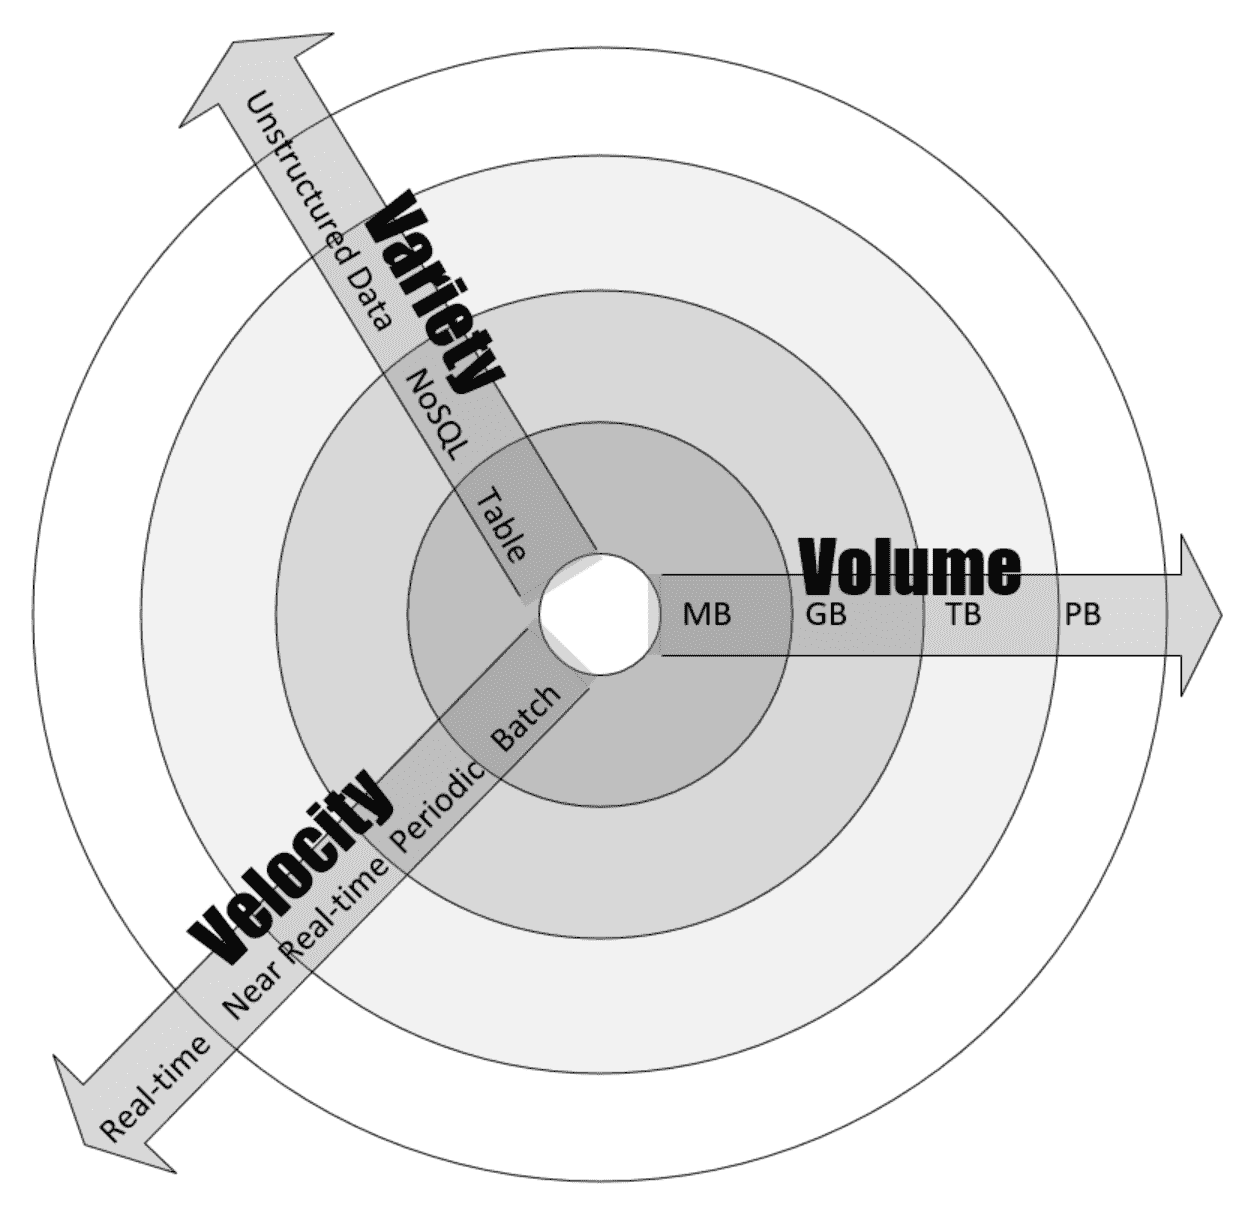 Variety
Unstructured Data
NoSQL
Table
Volume
MB
GB
TB
PB
Velocity
Batch
Periodic
Near Real-time
Real-time